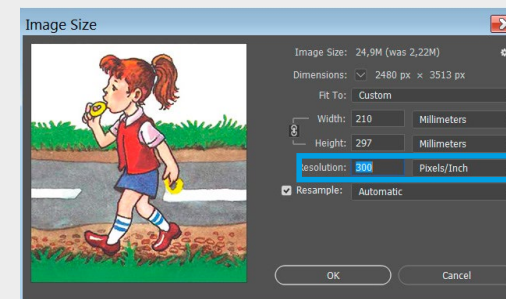 Image Size
Image Size: 24,9M (was 2,22M)
Dimensions: 2480 px × 3513 px
Fit To: Custom
Width: 210 Millimeters
Height: 297 Millimeters
esolution: 300 Pixels/Inch
Resample: Automatic
OK Cancel